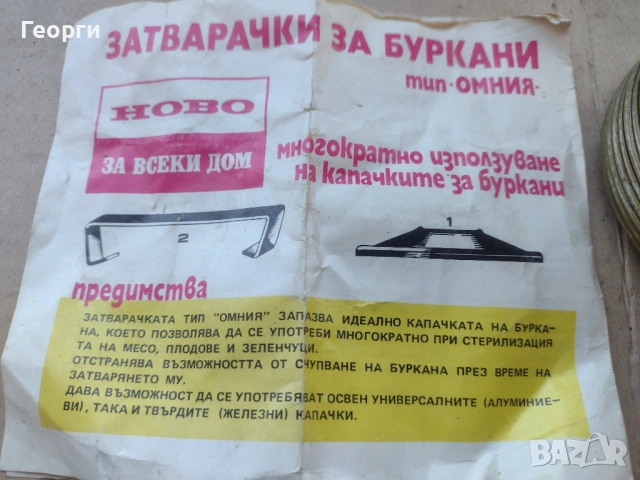 Георги
ЗАТВАРАЧКИ ЗА БУРКАНИ
тип·ОМНИЯ·
НОВО
ЗА ВСЕКИ ДОМ
многократно използуване
на капачките за буркани
1
2
предимства
ЗАТВАРАЧКАТА ТИП "ОМНИЯ" ЗАПАЗВА ИДЕАЛНО КАПАЧКАТА НА БУРКА-
НА, КОЕТО ПОЗВОЛЯВА ДА СЕ УПОТРЕБИ МНОГОКРАТНО ПРИ СТЕРИЛИЗАЦИЯ
ТА НА МЕСО, ПЛОДОВЕ И ЗЕЛЕНЧУЦИ.
ОТСТРАНЯВА ВЪЗМОЖНОСТТА ОТ СЧУПВАНЕ НА БУРКАНА ПРЕЗ ВРЕМЕ НА
ЗАТВАРЯНЕТО МУ.
ДАВА ВЪЗМОЖНОСТ ДА СЕ УПОТРЕБЯВАТ ОСВЕН УНИВЕРСАЛНИТЕ (АЛУМИНИЕ-
ВИ), ТАКА И ТВЪРДИТЕ (ЖЕЛЕЗНИ) КАПАЧКИ.
BAZAR